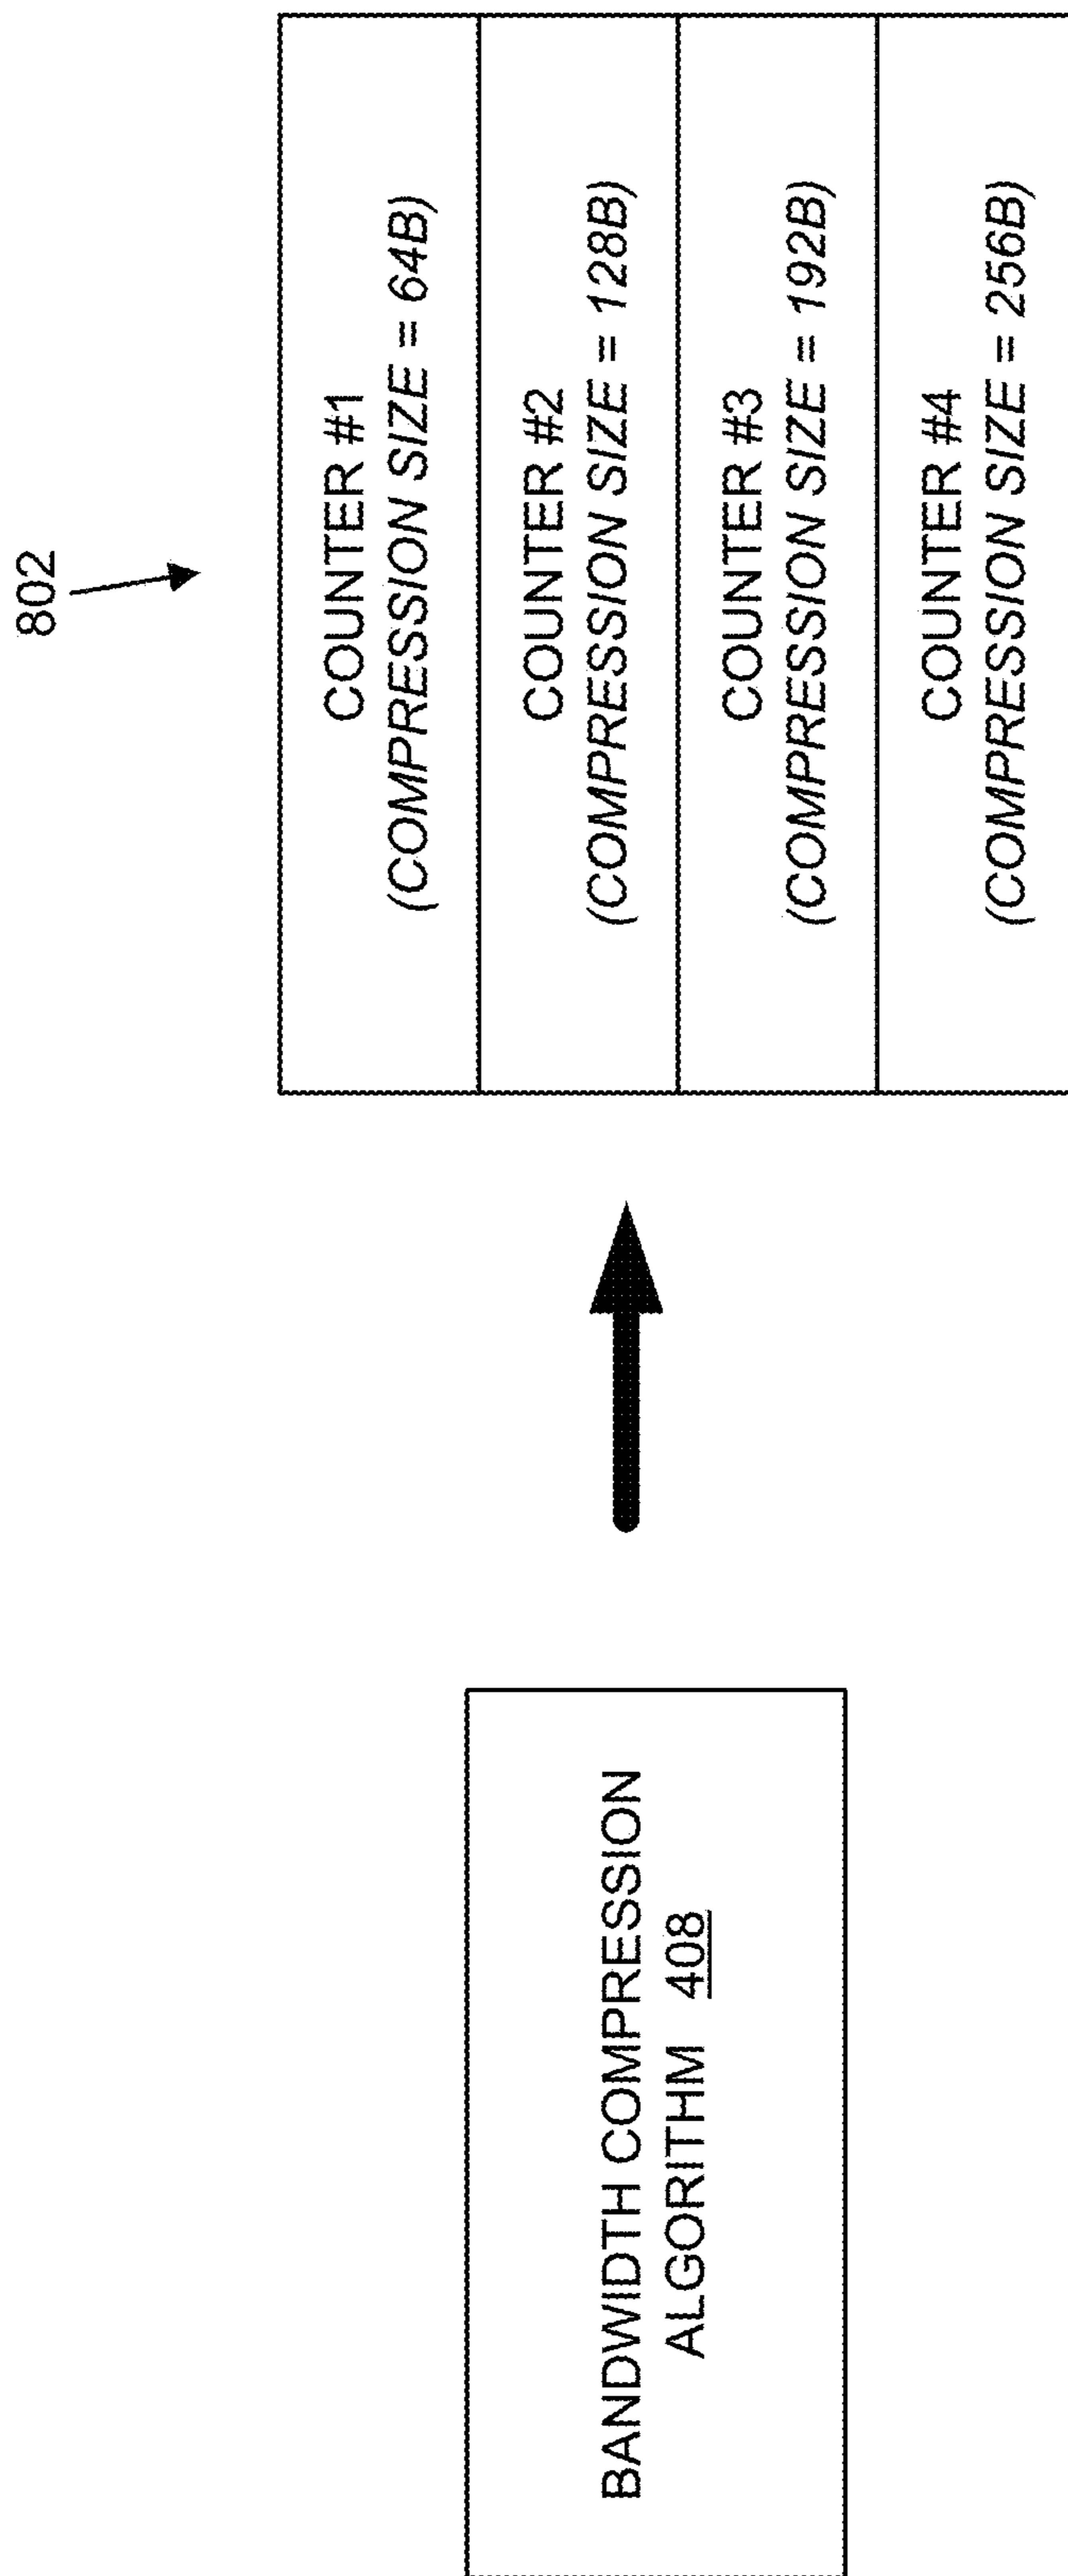 802
COUNTER #1
(COMPRESSION SIZE = 64B)
COUNTER #2
(COMPRESSION SIZE = 128B)
COUNTER #3
(COMPRESSION SIZE = 192B)
COUNTER #4
(COMPRESSION SIZE = 256B)
BANDWIDTH COMPRESSION
ALGORITHM 408